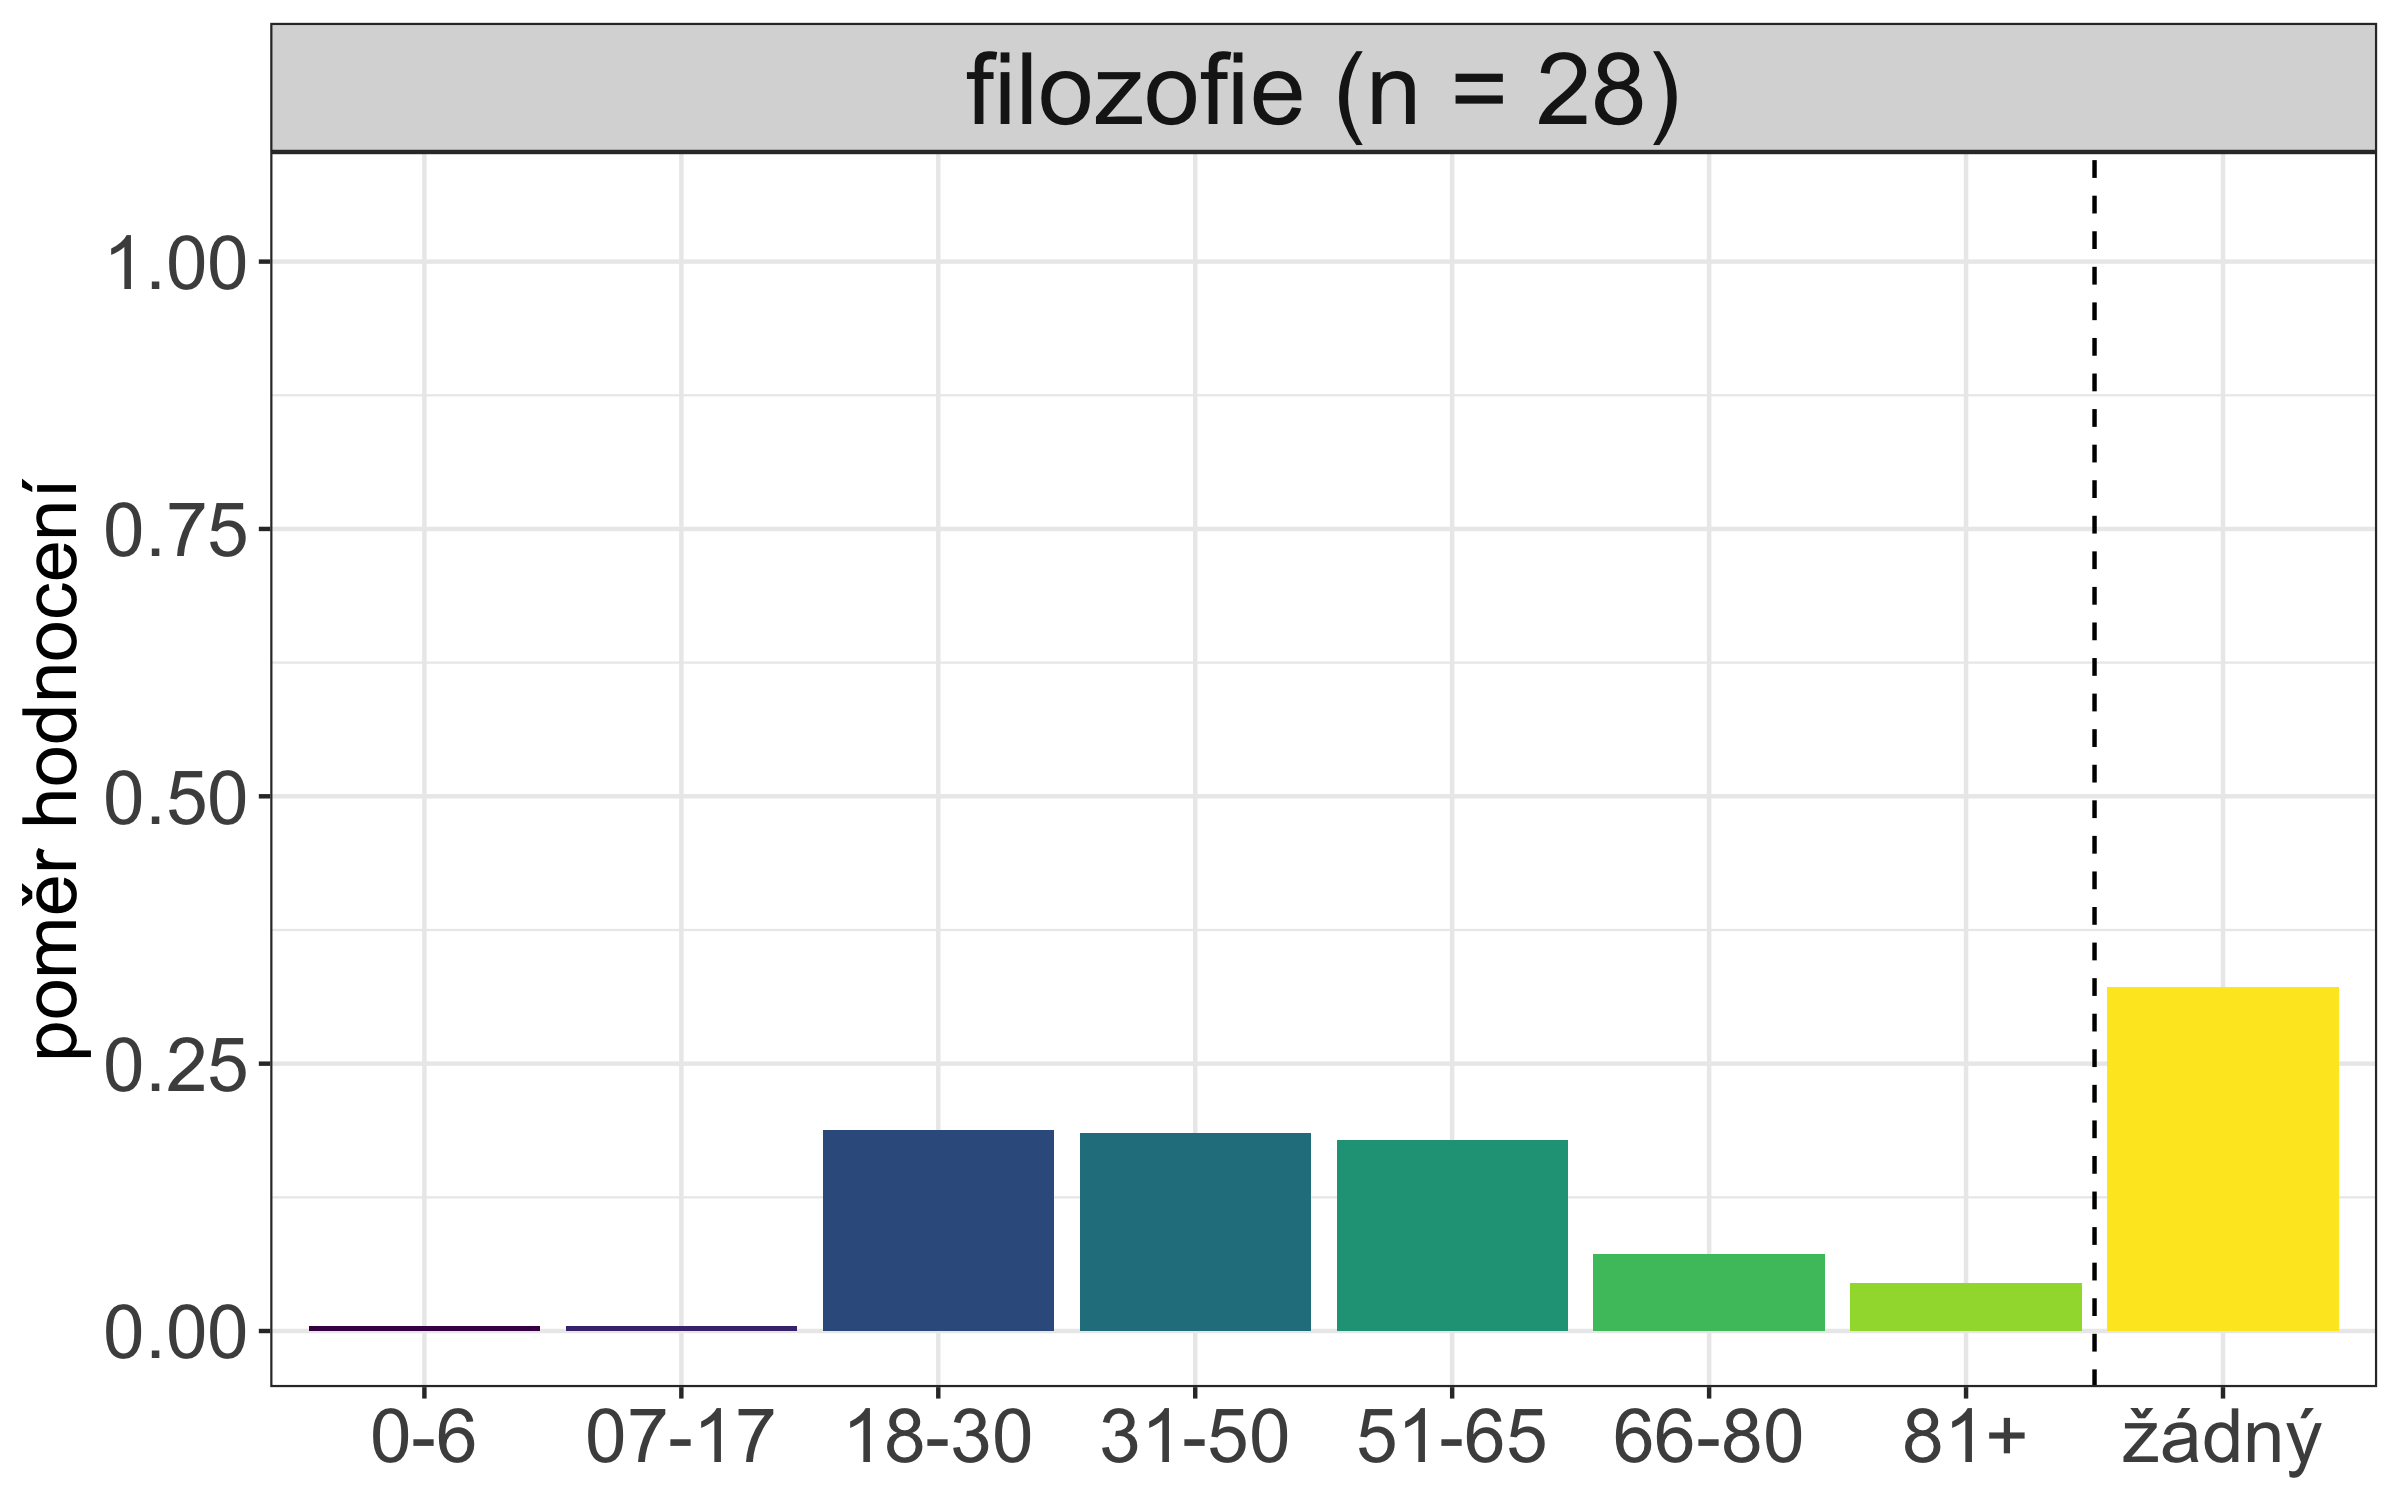 filozofie (n = 28)
poměr hodnocení
1.00
0.75
0.50
0.25
0.00
0-6 07-17 18-30 31-50 51-65 66-80 81+ žádný